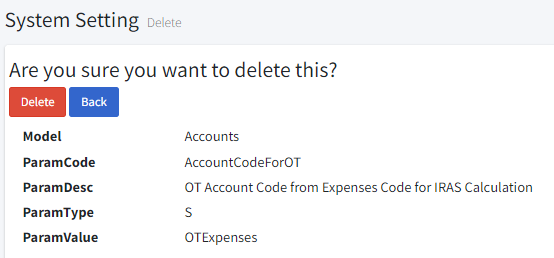 System Setting Delete
Are you sure you want to delete this?
Delete Back
Model Accounts
ParamCode AccountCodeForOT
ParamDesc OT Account Code from Expenses Code for IRAS Calculation
ParamType S
ParamValue OTExpenses